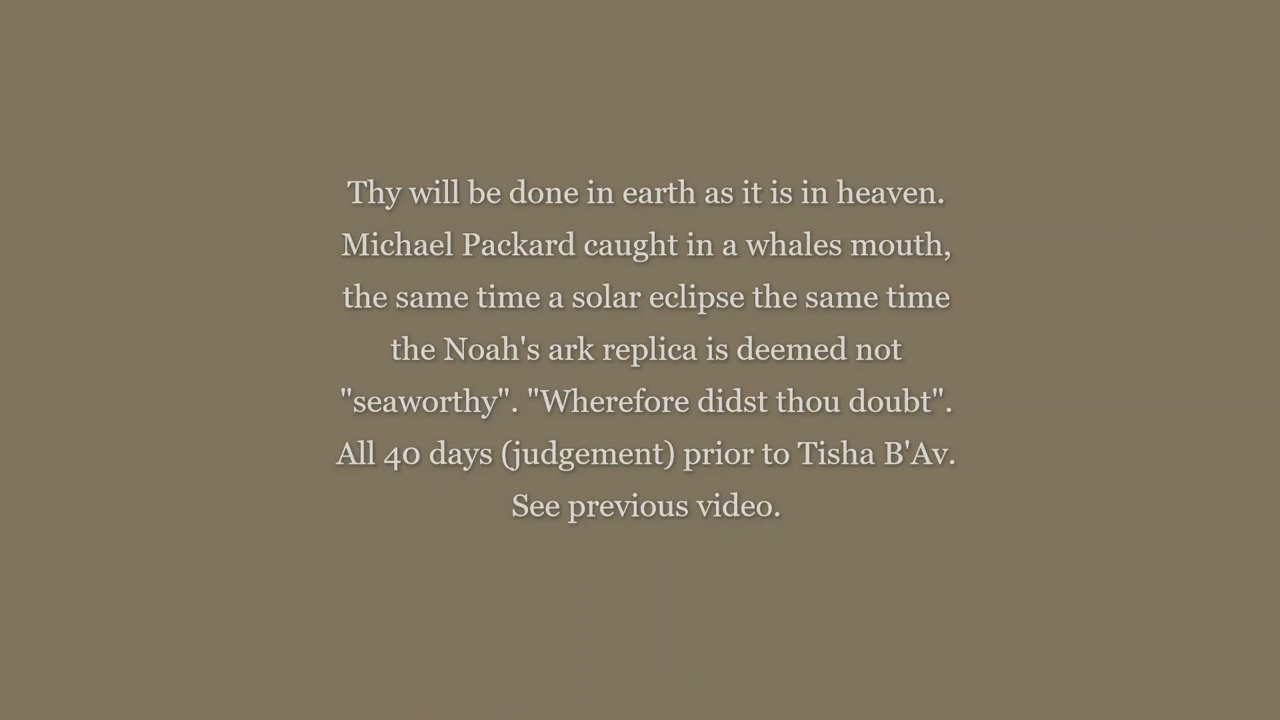 Thy will be done in earth as it is in heaven.
Michael Packard caught in a whales mouth,
the same time a solar eclipse the same time
the Noah's ark replica is deemed not
"seaworthy". "Wherefore didst thou doubt".
All 40 days (judgement) prior to Tisha B'Av.
See previous video.